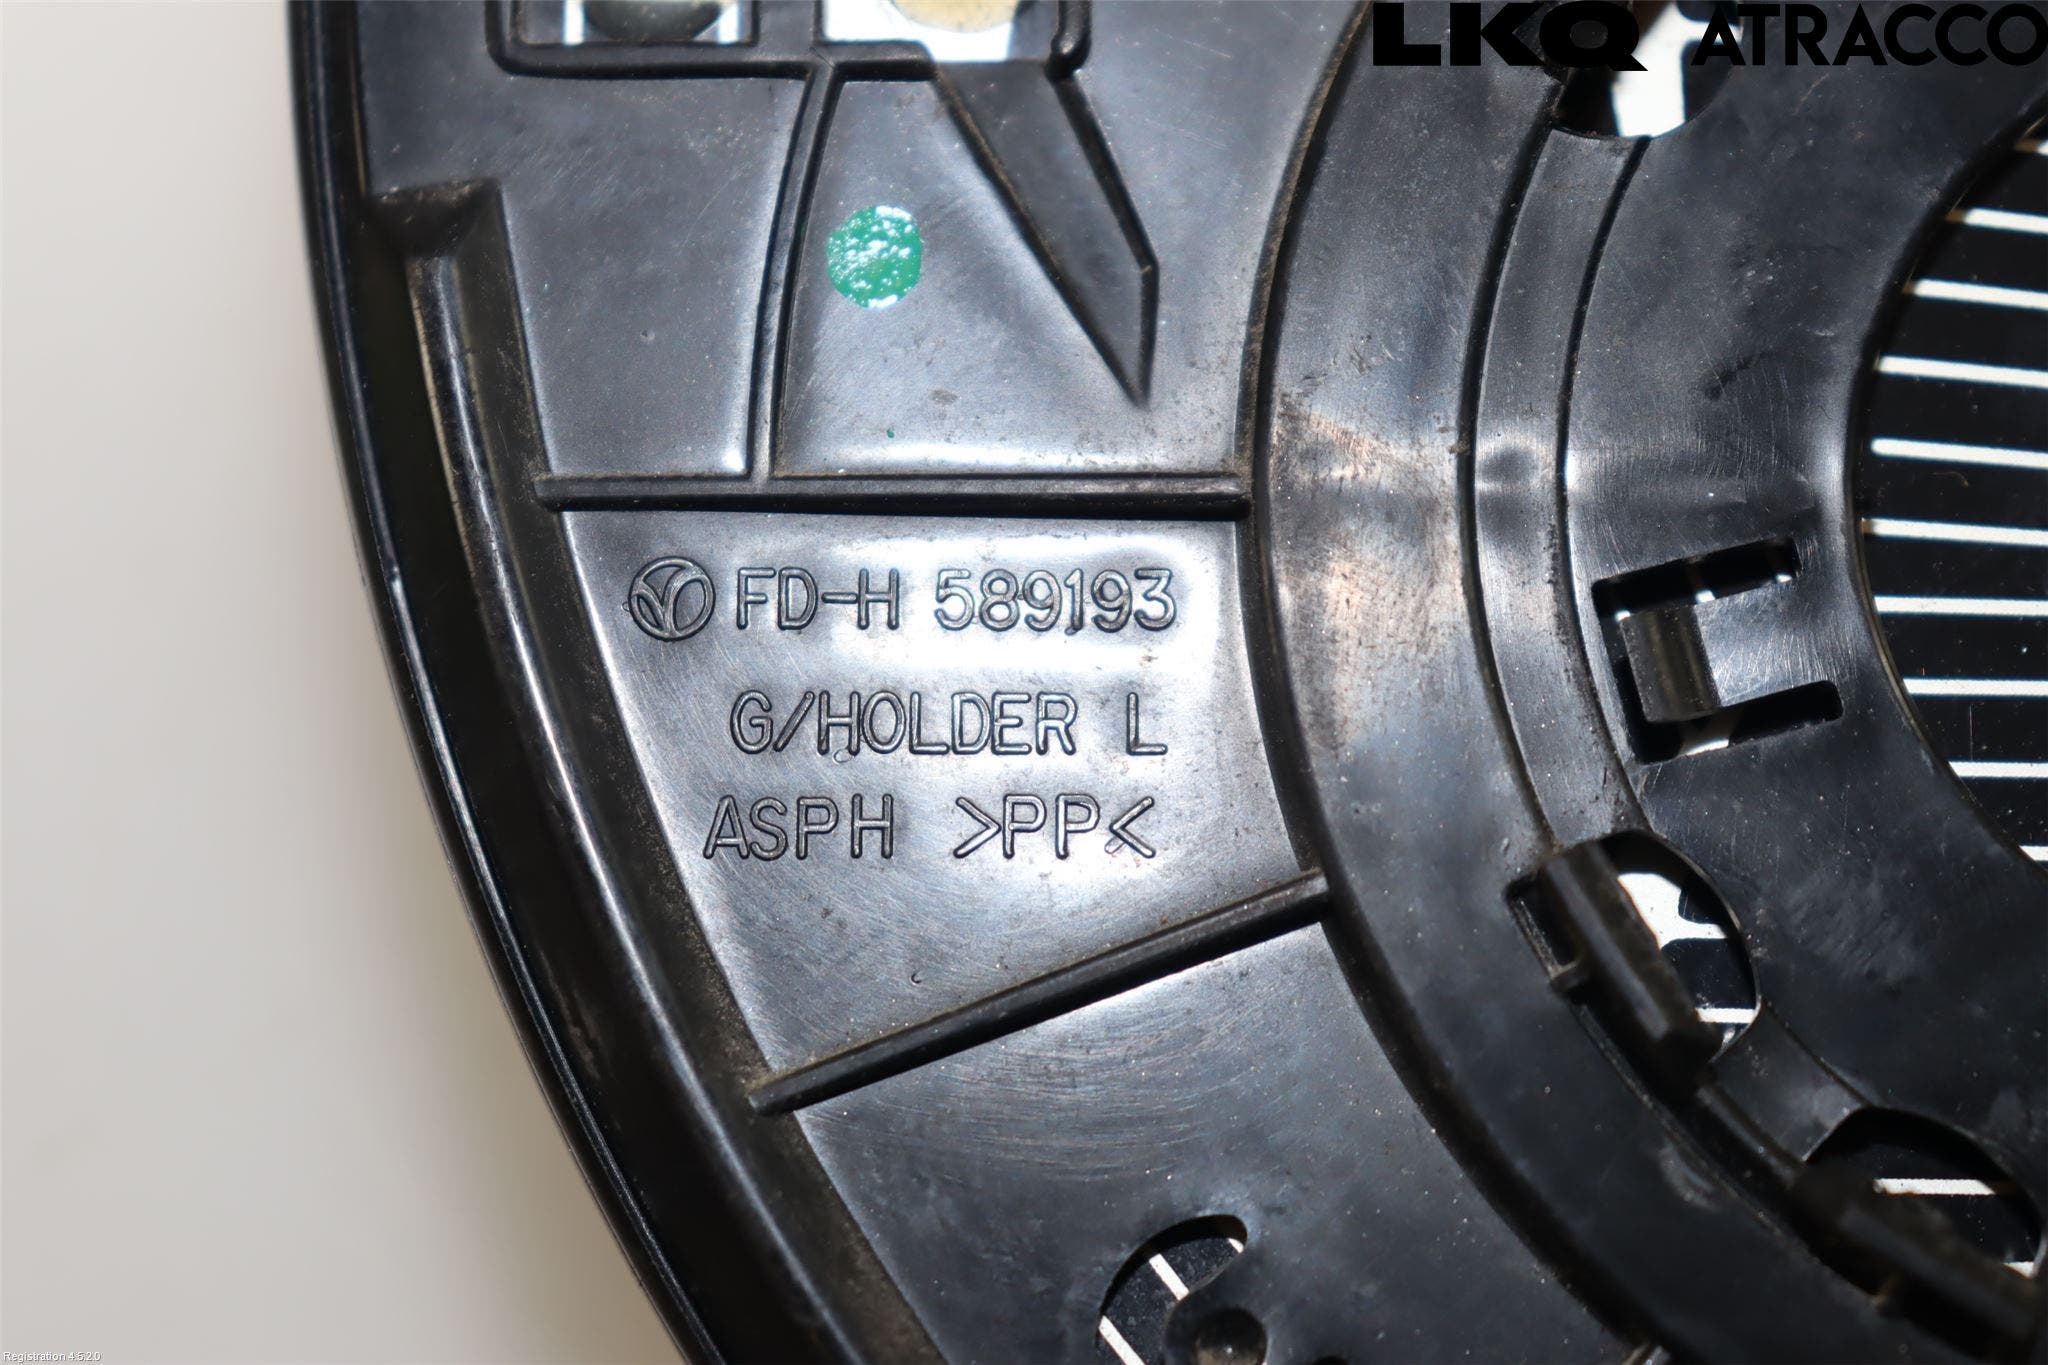 LKQ ATRACCO
FD-H 589193
G/HOLDER L
ASPH >PP<
Registration 4.5.2.0